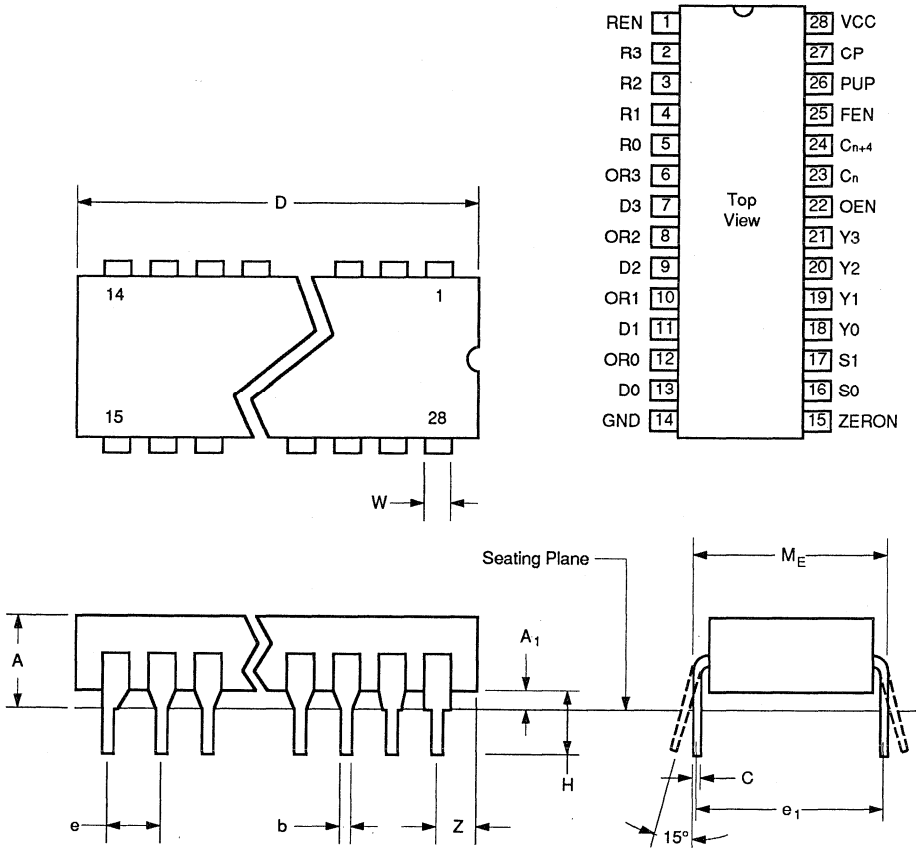 REN 1 28 VCC
R3 2 27 CP
R2 3 26 PUP
R1 4 25 FEN
R0 5 24 Cn+4
OR3 6 23 Cn
D3 7 22 OEN
OR2 8 21 Y3
D2 9 20 Y2
OR1 10 19 Y1
D1 11 18 Y0
OR0 12 17 S1
D0 13 16 S0
GND 14 15 ZERON
Top
View
D
14 1
15 28
W
Seating Plane
ME
A
A1
H
C
e
b
Z
e1
15°